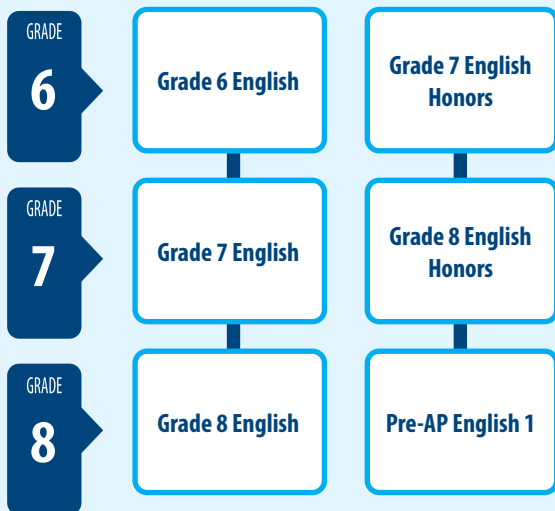 GRADE
6
Grade 6 English
Grade 7 English
Honors
GRADE
7
Grade 7 English
Grade 8 English
Honors
GRADE
8
Grade 8 English
Pre-AP English 1